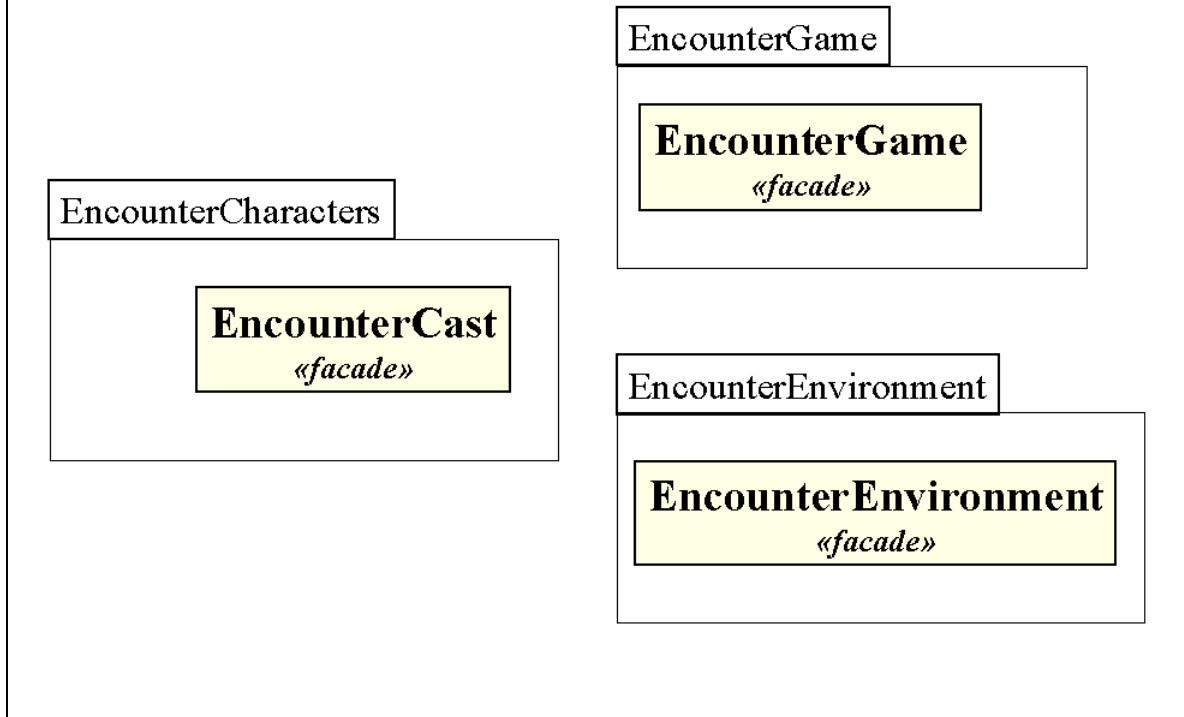 EncounterGame
EncounterGame
«facade»
EncounterCharacters
EncounterCast
«facade»
EncounterEnvironment
EncounterEnvironment
«facade»